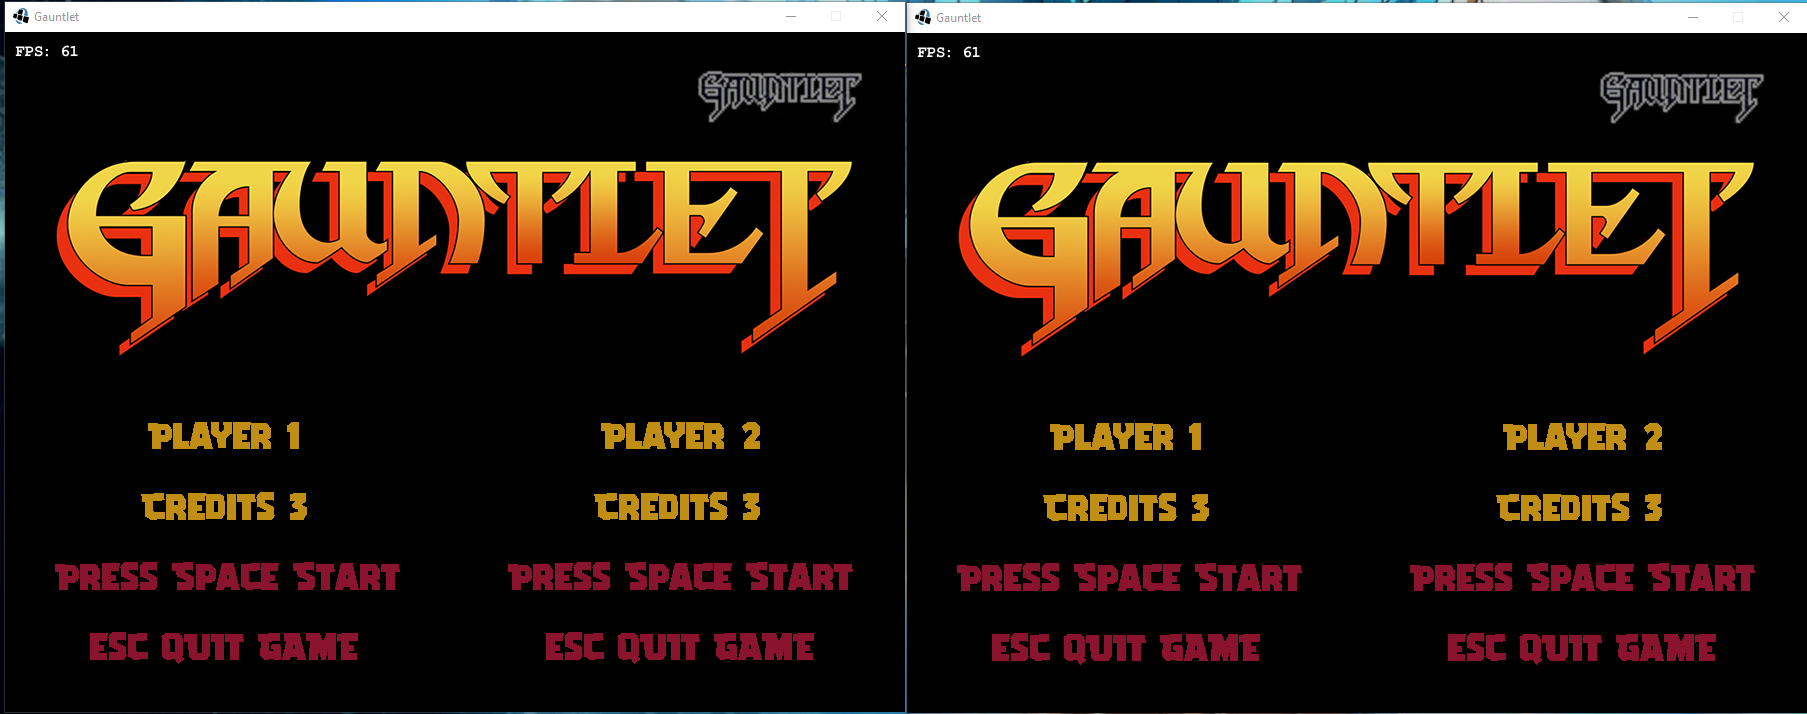 Gauntlet
FPS: 61
GAUNTLET
GAUNTLET
PLAYER 1 PLAYER 2
CREDITS 3 CREDITS 3
PRESS SPACE START PRESS SPACE START
ESC QUIT GAME ESC QUIT GAME
Gauntlet
FPS: 61
GAUNTLET
GAUNTLET
PLAYER 1 PLAYER 2
CREDITS 3 CREDITS 3
PRESS SPACE START PRESS SPACE START
ESC QUIT GAME ESC QUIT GAME